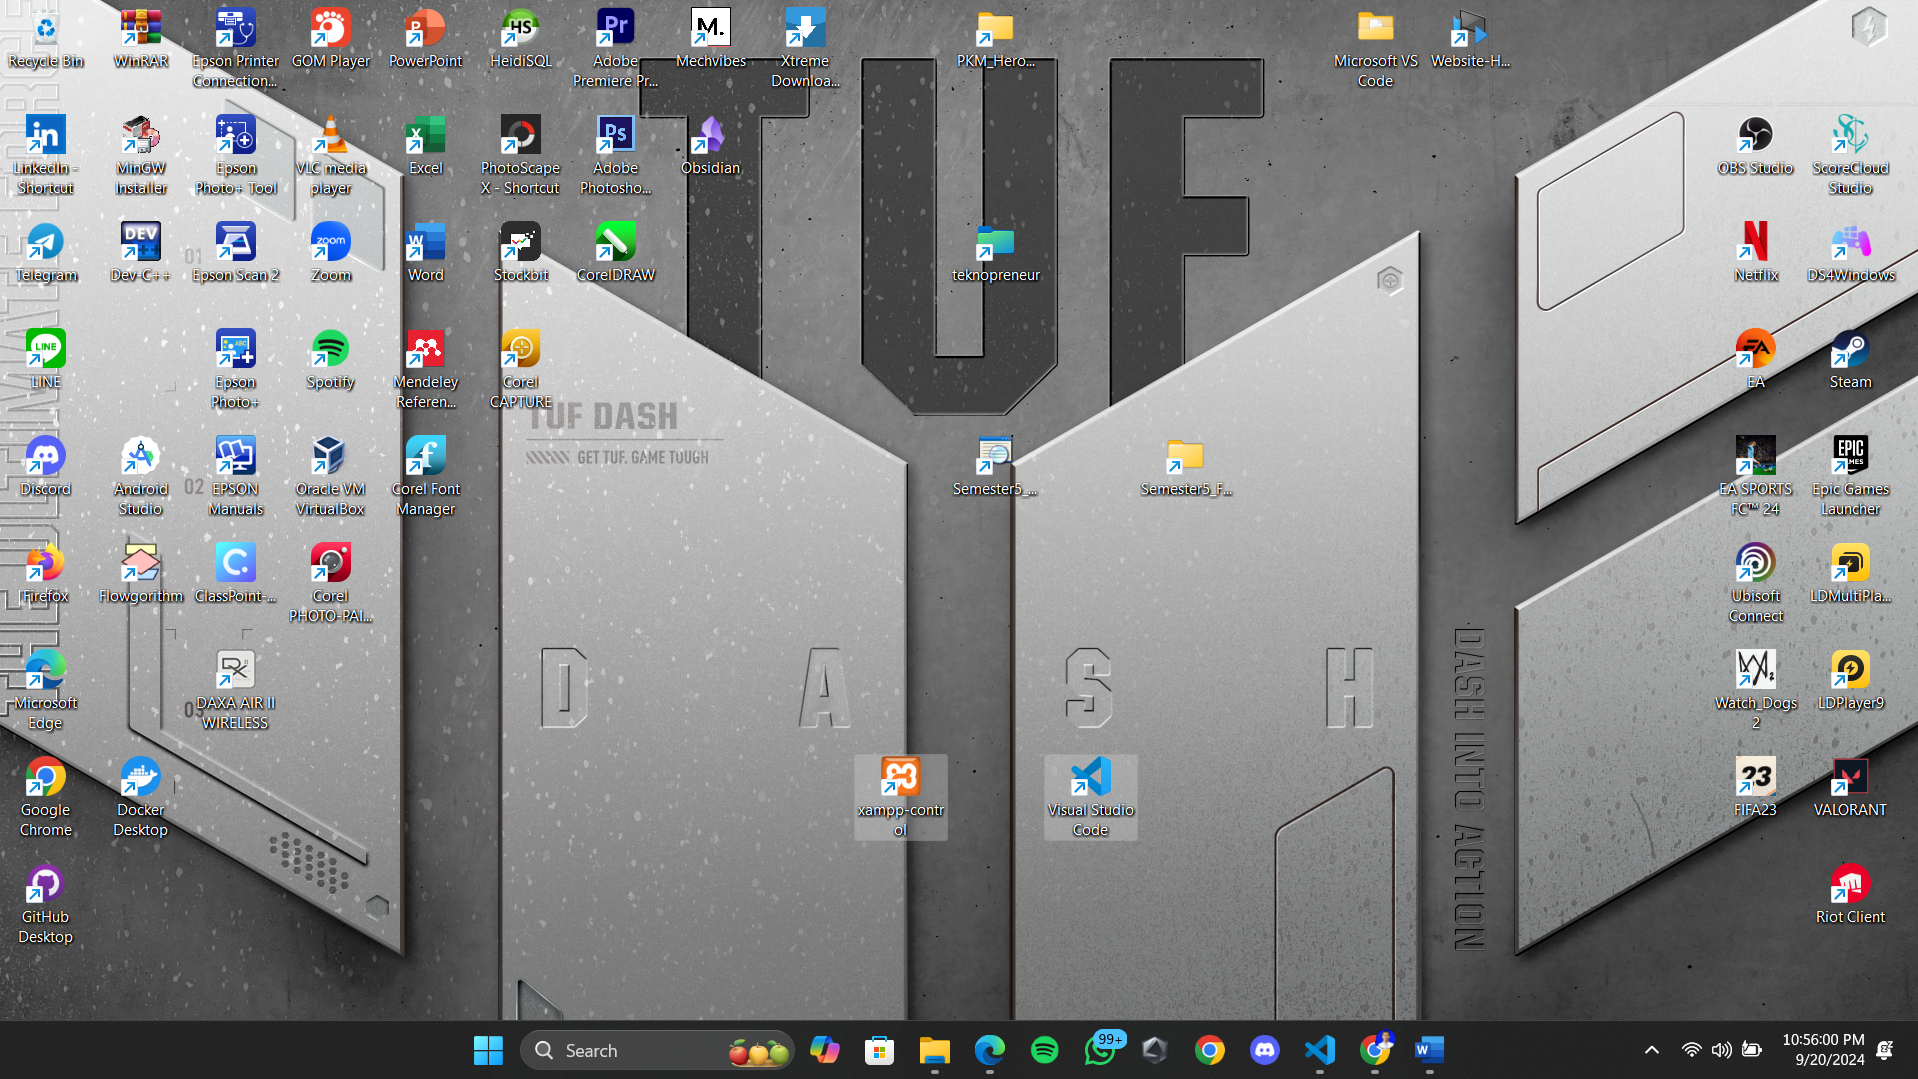 Recycle Bin
WinRAR
Epson Printer
Connection...
GOM Player
PowerPoint
HeidiSQL
Adobe
Premiere Pr...
Mechvibes
Xtreme
Downloa...
PKM_Hero...
Microsoft VS
Code
Website-H...
LinkedIn -
Shortcut
MinGW
Installer
Epson
Photo+ Tool
VLC media
player
Excel
PhotoScape
X - Shortcut
Adobe
Photosho...
Obsidian
OBS Studio
ScoreCloud
Studio
Telegram
Dev-C++
Epson Scan 2
Zoom
Word
Stockbit
CorelDRAW
teknopreneur
Netflix
DS4Windows
LINE
Epson
Photo+
Spotify
Mendeley
Referen...
Corel
CAPTURE
EA
Steam
TUF
TUF DASH
GET TUF. GAME TOUGH
Discord
Android
Studio
EPSON
Manuals
Oracle VM
VirtualBox
Corel Font
Manager
Semester5_...
Semester5_F...
EA SPORTS
FC™ 24
Epic Games
Launcher
Firefox
Flowgorithm
ClassPoint-...
Corel
PHOTO-PAI...
Ubisoft
Connect
LDMultiPla...
D A S H
DASH INTO ACTION
Microsoft
Edge
DAXA AIR II
WIRELESS
Watch_Dogs
2
LDPlayer9
Google
Chrome
Docker
Desktop
xampp-contr
ol
Visual Studio
Code
FIFA23
VALORANT
GitHub
Desktop
Riot Client
01
02
03
Search
99+
10:56:00 PM
9/20/2024